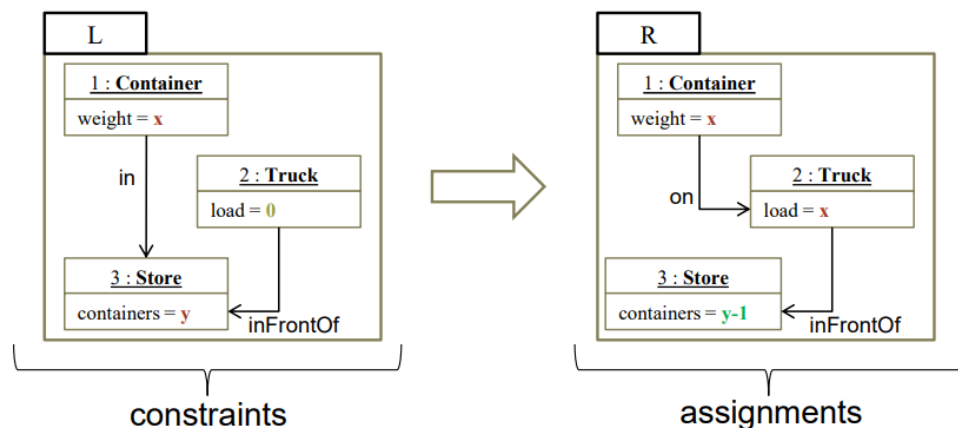 L
1 : Container
weight = x
in
2 : Truck
load = 0
3 : Store
containers = y
inFrontOf
constraints
R
1 : Container
weight = x
on
2 : Truck
load = x
3 : Store
containers = y-1
inFrontOf
assignments